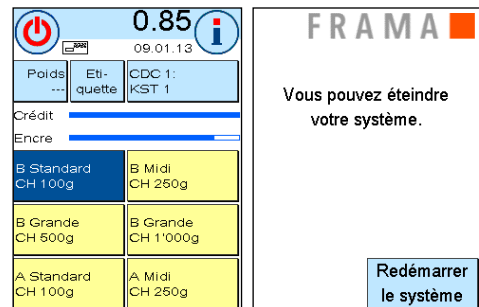 0.85
09.01.13
Poids
---
Eti-
quette
CDC 1:
KST 1
Crédit
Encre
B Standard
CH 100g
B Midi
CH 250g
B Grande
CH 500g
B Grande
CH 1'000g
A Standard
CH 100g
A Midi
CH 250g
FRAMA
Vous pouvez éteindre
votre système.
Redémarrer
le système